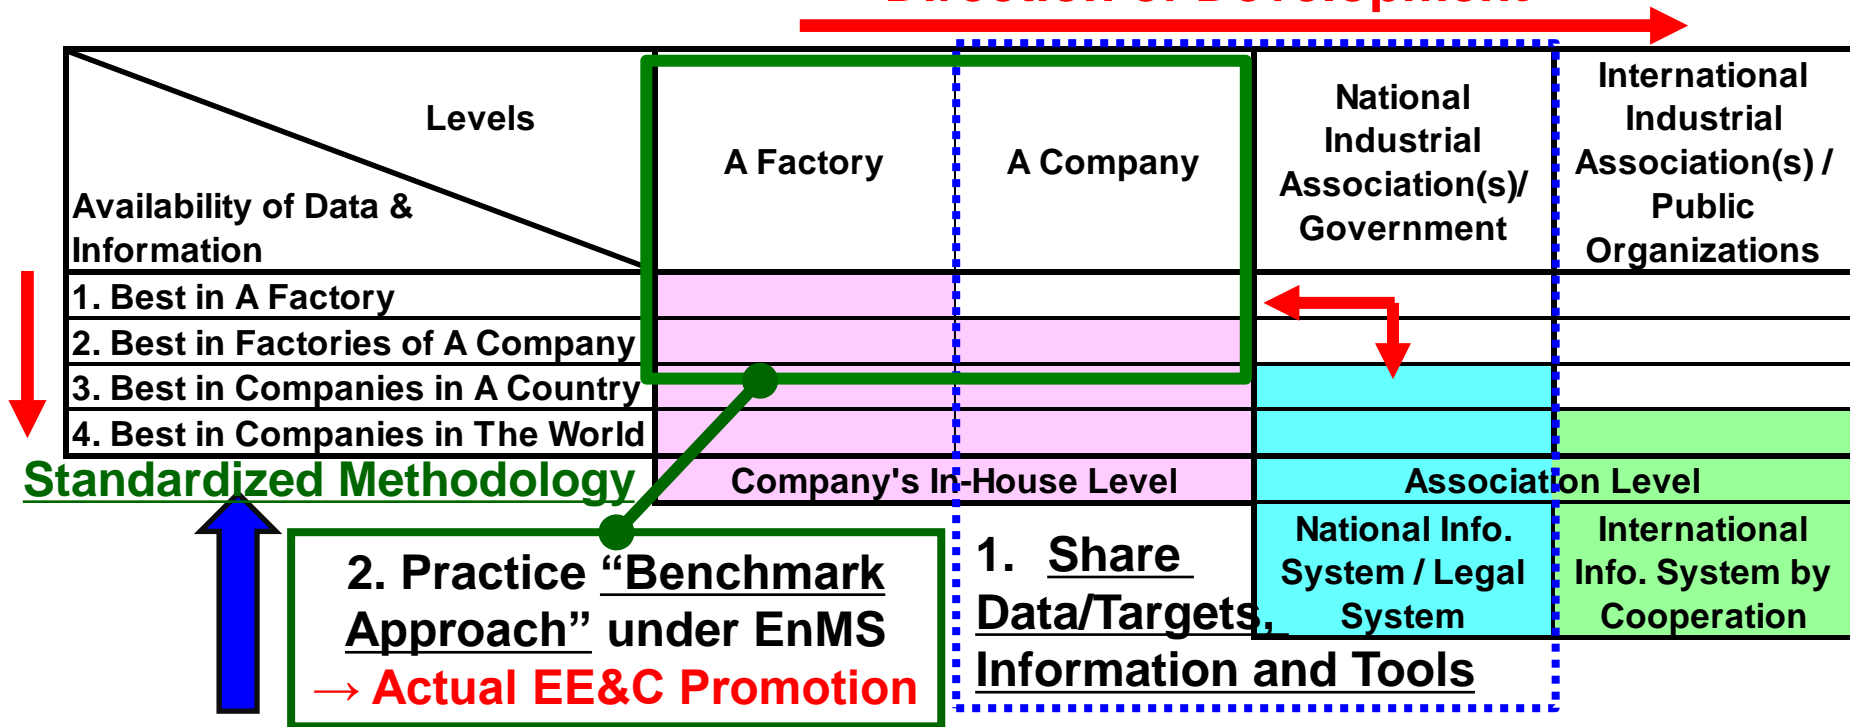 Direction of Development
Levels
Availability of Data &
Information
A Factory
A Company
National
Industrial
Association(s)/
Government
International
Industrial
Association(s) /
Public
Organizations
1. Best in A Factory
2. Best in Factories of A Company
3. Best in Companies in A Country
4. Best in Companies in The World
Standardized Methodology
Company's In-House Level
Association Level
2. Practice “Benchmark
Approach” under EnMS
→ Actual EE&C Promotion
1. Share
Data/Targets,
Information and Tools
National Info.
System / Legal
System
International
Info. System by
Cooperation